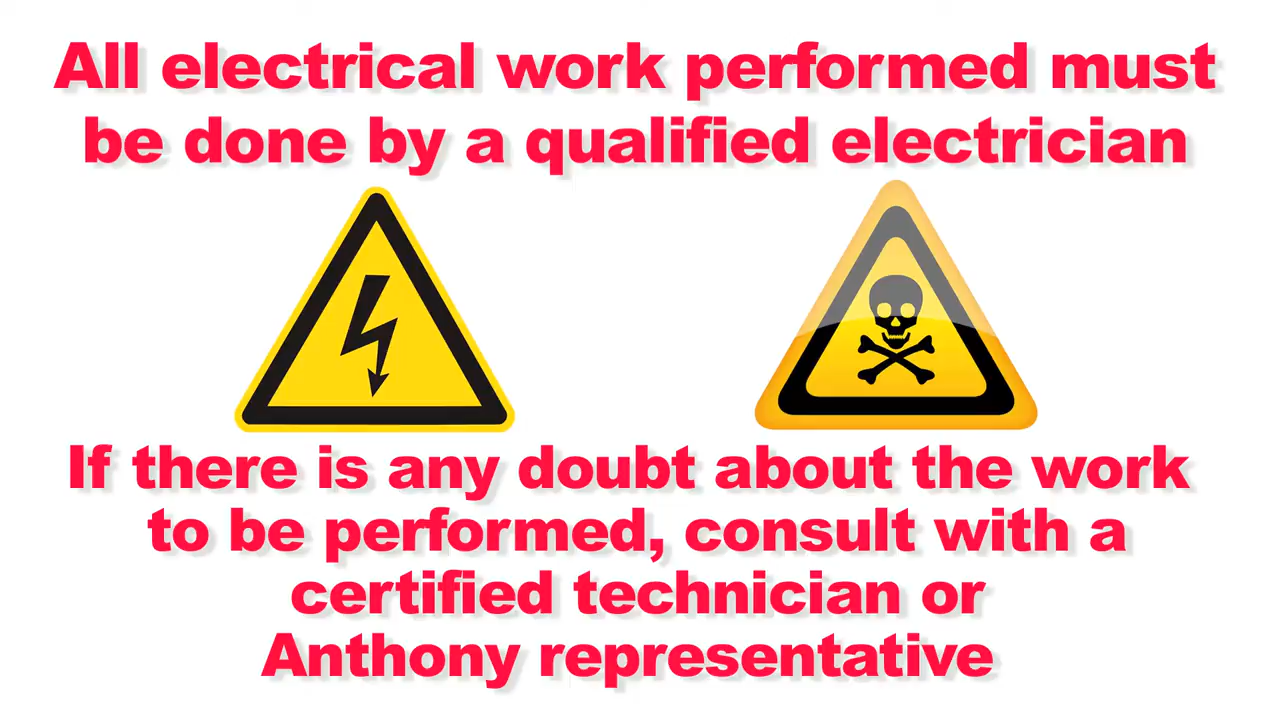 All electrical work performed must
be done by a qualified electrician
If there is any doubt about the work
to be performed, consult with a
certified technician or
Anthony representative